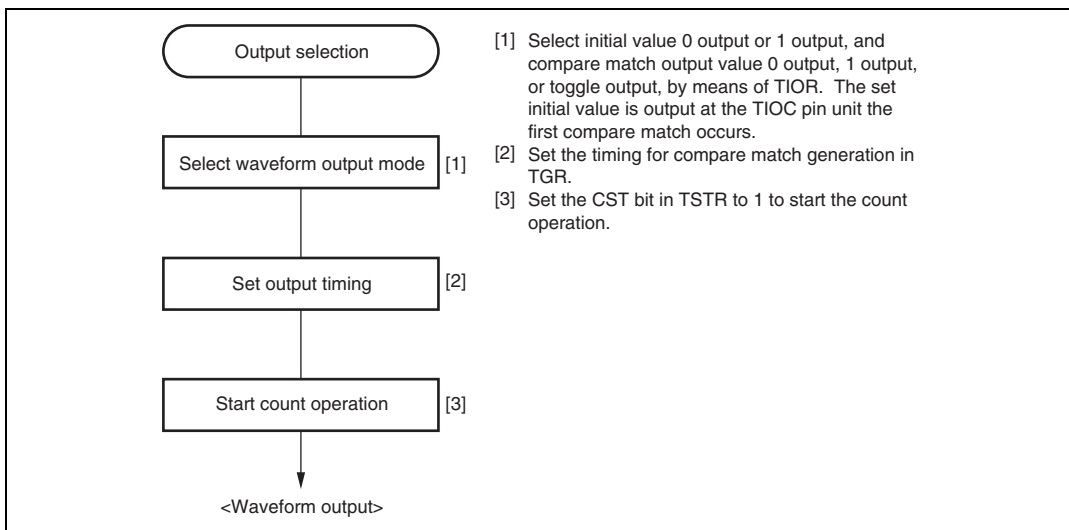 Output selection
Select waveform output mode [1]
Set output timing [2]
Start count operation [3]
<Waveform output>
[1] Select initial value 0 output or 1 output, and
compare match output value 0 output, 1 output,
or toggle output, by means of TIOR. The set
initial value is output at the TIOC pin unit the
first compare match occurs.
[2] Set the timing for compare match generation in
TGR.
[3] Set the CST bit in TSTR to 1 to start the count
operation.